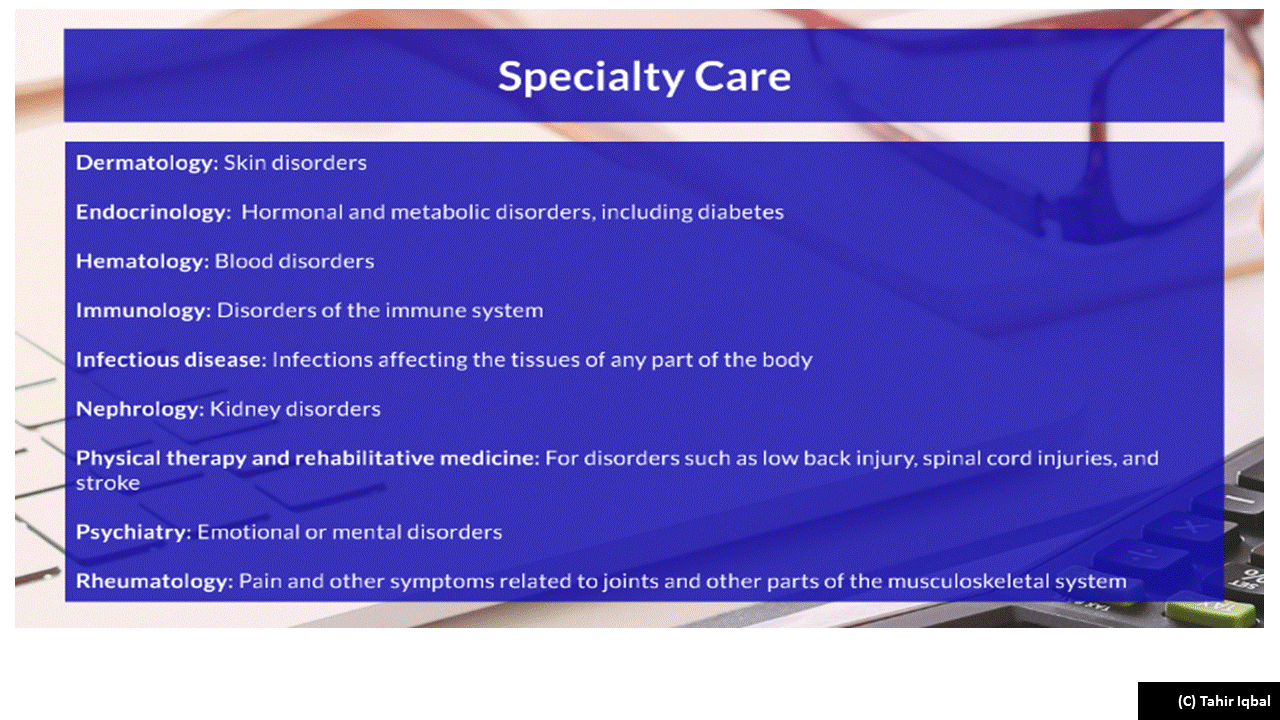 Specialty Care
Dermatology: Skin disorders
Endocrinology: Hormonal and metabolic disorders, including diabetes
Hematology: Blood disorders
Immunology: Disorders of the immune system
Infectious disease: Infections affecting the tissues of any part of the body
Nephrology: Kidney disorders
Physical therapy and rehabilitative medicine: For disorders such as low back injury, spinal cord injuries, and
stroke
Psychiatry: Emotional or mental disorders
Rheumatology: Pain and other symptoms related to joints and other parts of the musculoskeletal system
%
SET
TAX
(C) Tahir Iqbal